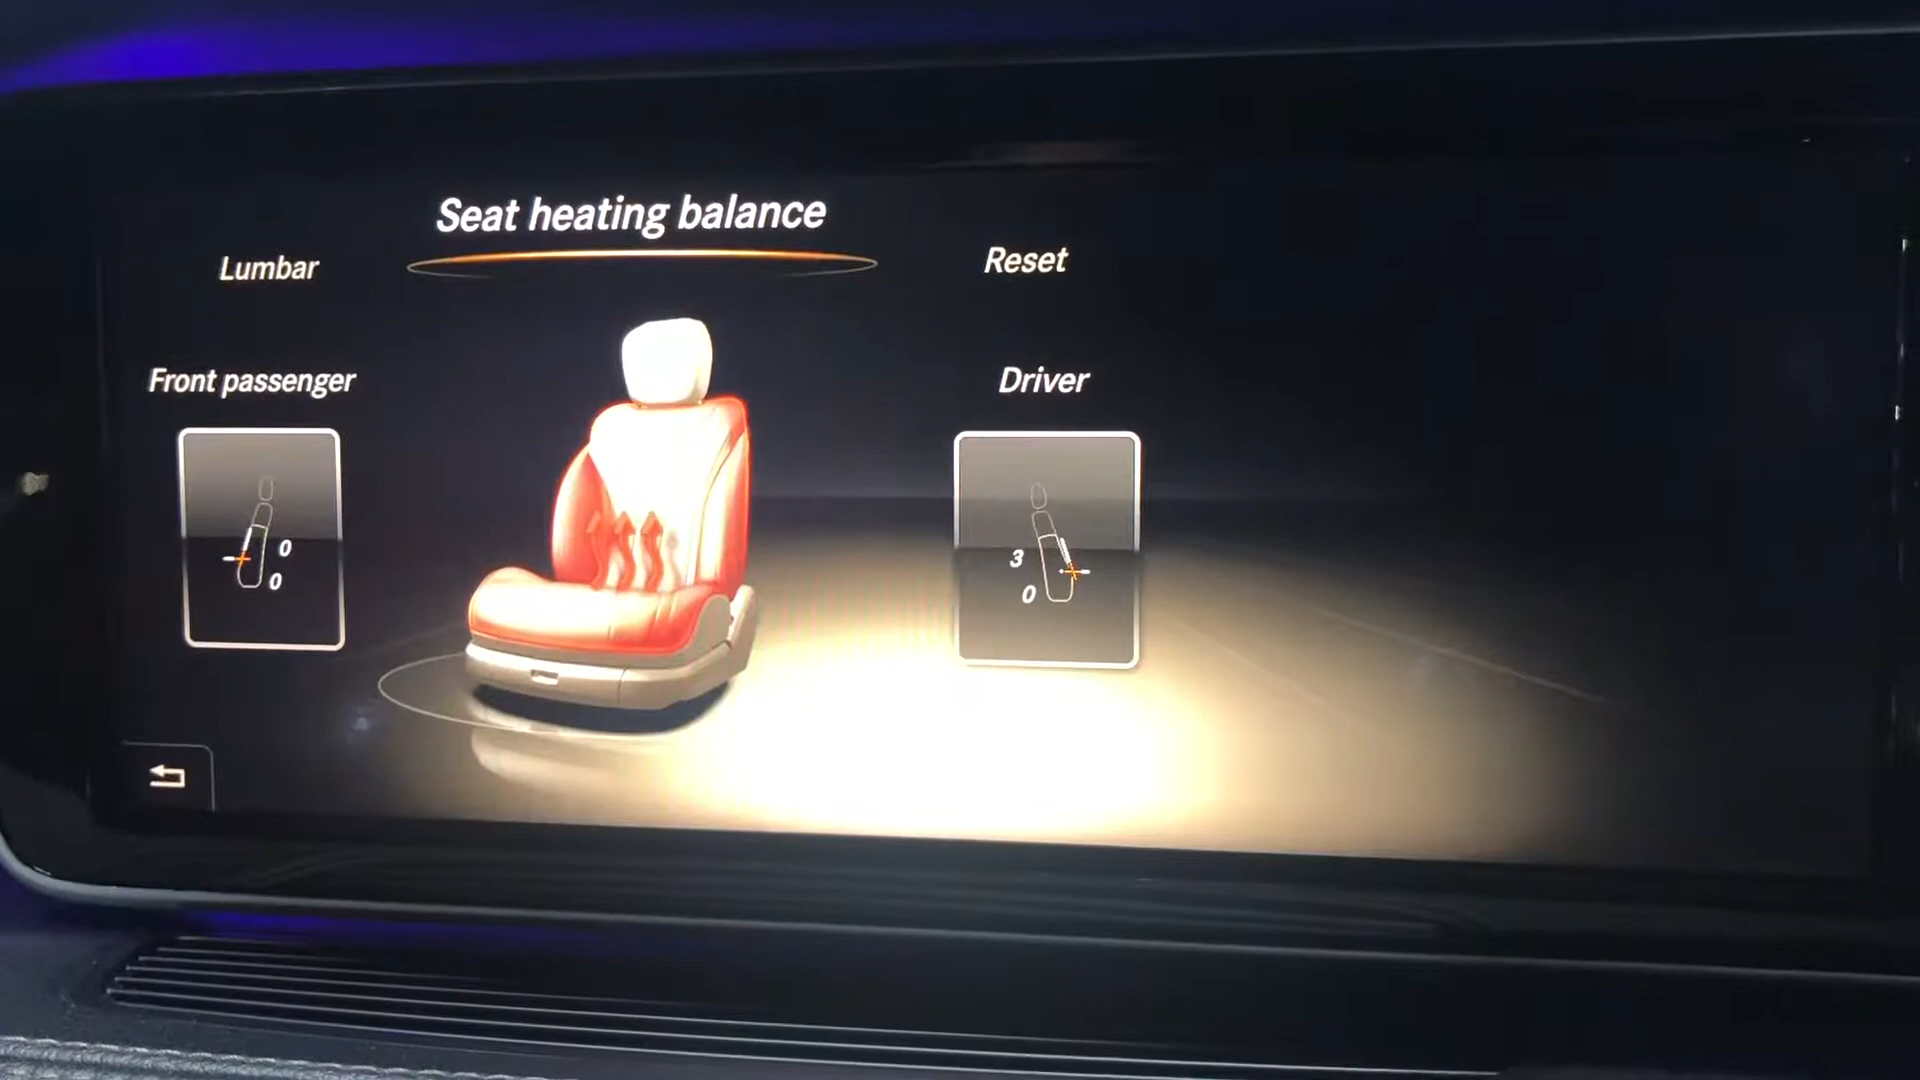 Seat heating balance
Lumbar
Reset
Front passenger
Driver
0
0
3
0